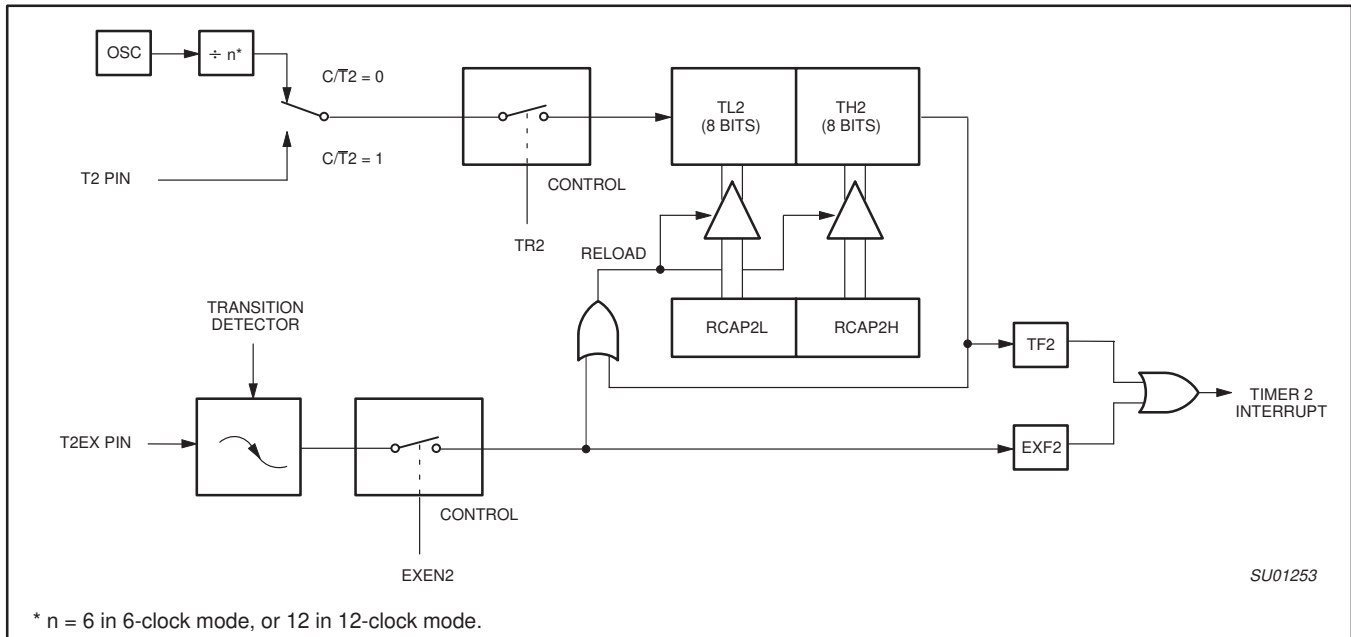 OSC
÷ n*
C/T̅2 = 0
C/T̅2 = 1
T2 PIN
TL2
(8 BITS)
TH2
(8 BITS)
CONTROL
TR2
RELOAD
TRANSITION
DETECTOR
RCAP2L
RCAP2H
TF2
TIMER 2
INTERRUPT
T2EX PIN
EXF2
CONTROL
EXEN2
SU01253
* n = 6 in 6-clock mode, or 12 in 12-clock mode.